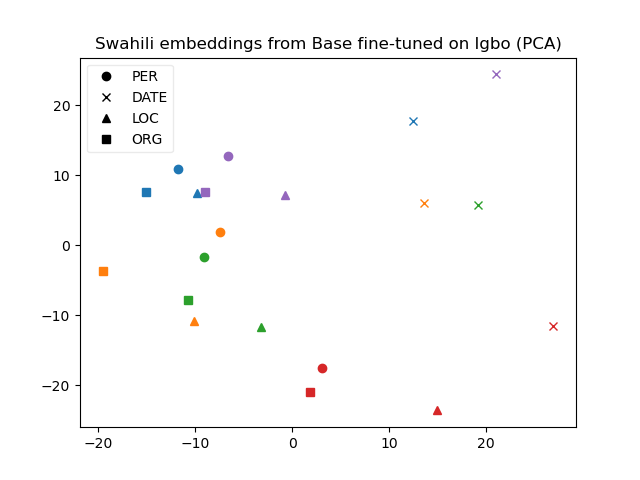 Swahili embeddings from Base fine-tuned on Igbo (PCA)
PER
DATE
LOC
ORG
20
10
0
−10
−20
−20
−10
0
10
20